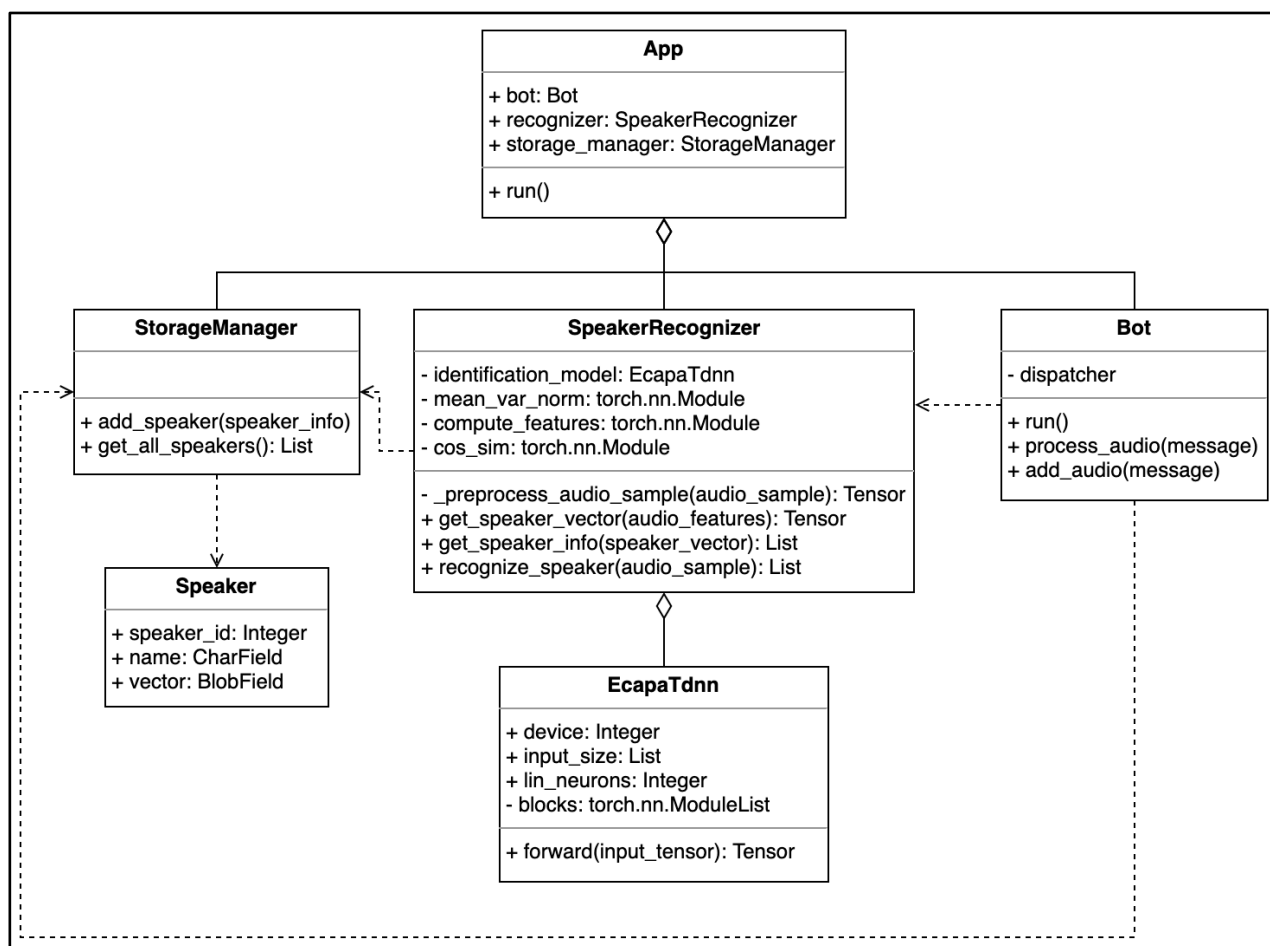 App
+ bot: Bot
+ recognizer: SpeakerRecognizer
+ storage_manager: StorageManager
+ run()
StorageManager
+ add_speaker(speaker_info)
+ get_all_speakers(): List
SpeakerRecognizer
- identification_model: EcapaTdnn
- mean_var_norm: torch.nn.Module
- compute_features: torch.nn.Module
- cos_sim: torch.nn.Module
- _preprocess_audio_sample(audio_sample): Tensor
+ get_speaker_vector(audio_features): Tensor
+ get_speaker_info(speaker_vector): List
+ recognize_speaker(audio_sample): List
Bot
- dispatcher
+ run()
+ process_audio(message)
+ add_audio(message)
Speaker
+ speaker_id: Integer
+ name: CharField
+ vector: BlobField
EcapaTdnn
+ device: Integer
+ input_size: List
+ lin_neurons: Integer
- blocks: torch.nn.ModuleList
+ forward(input_tensor): Tensor